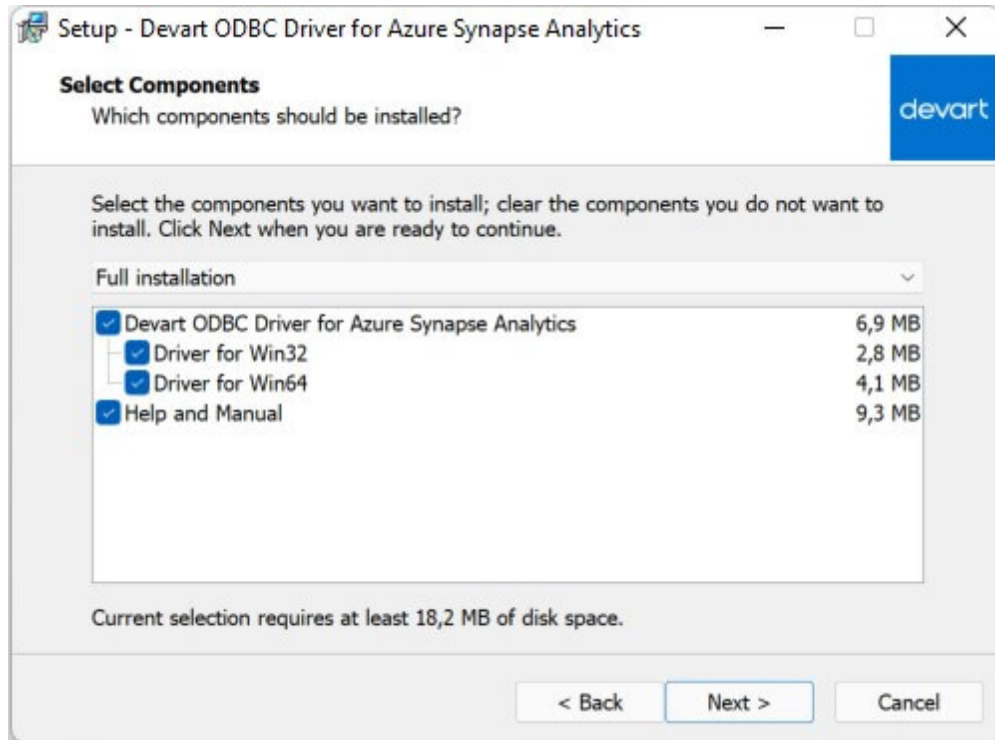 Setup - Devart ODBC Driver for Azure Synapse Analytics
Select Components
Which components should be installed?
devart
Select the components you want to install; clear the components you do not want to
install. Click Next when you are ready to continue.
Full installation
Devart ODBC Driver for Azure Synapse Analytics 6,9 MB
Driver for Win32 2,8 MB
Driver for Win64 4,1 MB
Help and Manual 9,3 MB
Current selection requires at least 18,2 MB of disk space.
< Back Next > Cancel